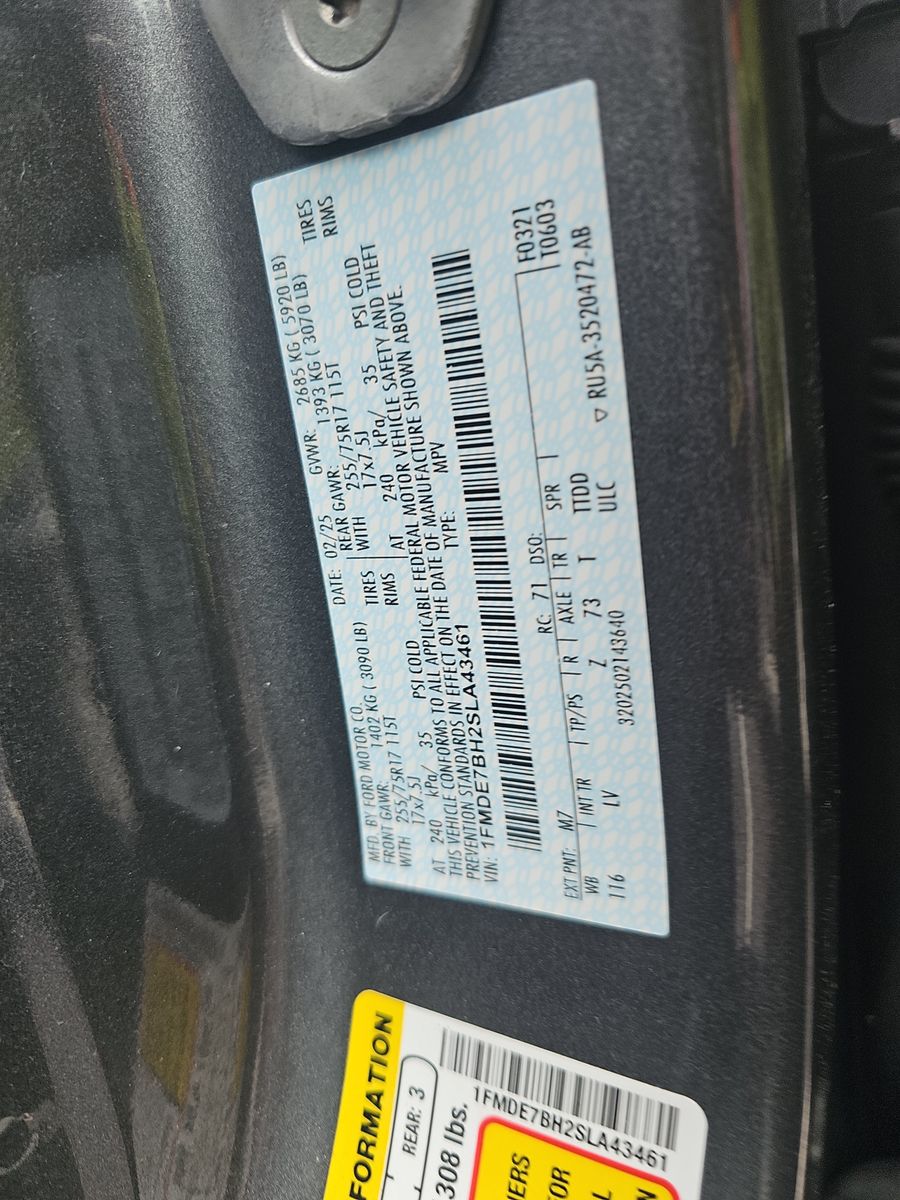 MFD. BY FORD MOTOR CO.
DATE: 02/25 GVWR: 2685 KG ( 5920 LB)
FRONT GAWR: 1402 KG ( 3090 LB) REAR GAWR: 1393 KG ( 3070 LB)
WITH 255/75R17 115T TIRES WITH 255/75R17 115T TIRES
17x7.5J RIMS 17x7.5J RIMS
AT 240 kPa/ 35 PSI COLD AT 240 kPa/ 35 PSI COLD
THIS VEHICLE CONFORMS TO ALL APPLICABLE FEDERAL MOTOR VEHICLE SAFETY AND THEFT
PREVENTION STANDARDS IN EFFECT ON THE DATE OF MANUFACTURE SHOWN ABOVE.
VIN: 1FMDE7BH2SLA43461 TYPE: MPV
F0321
T0603
EXT PNT: M7 RC: 71 DSO:
WB INT TR TP/PS R AXLE TR SPR
116 LV Z 73 T TTDD
3202502143640 ULC ▽ RU5A-3520472-AB
FORMATION
REAR: 3
308 lbs.
1FMDE7BH2SLA43461